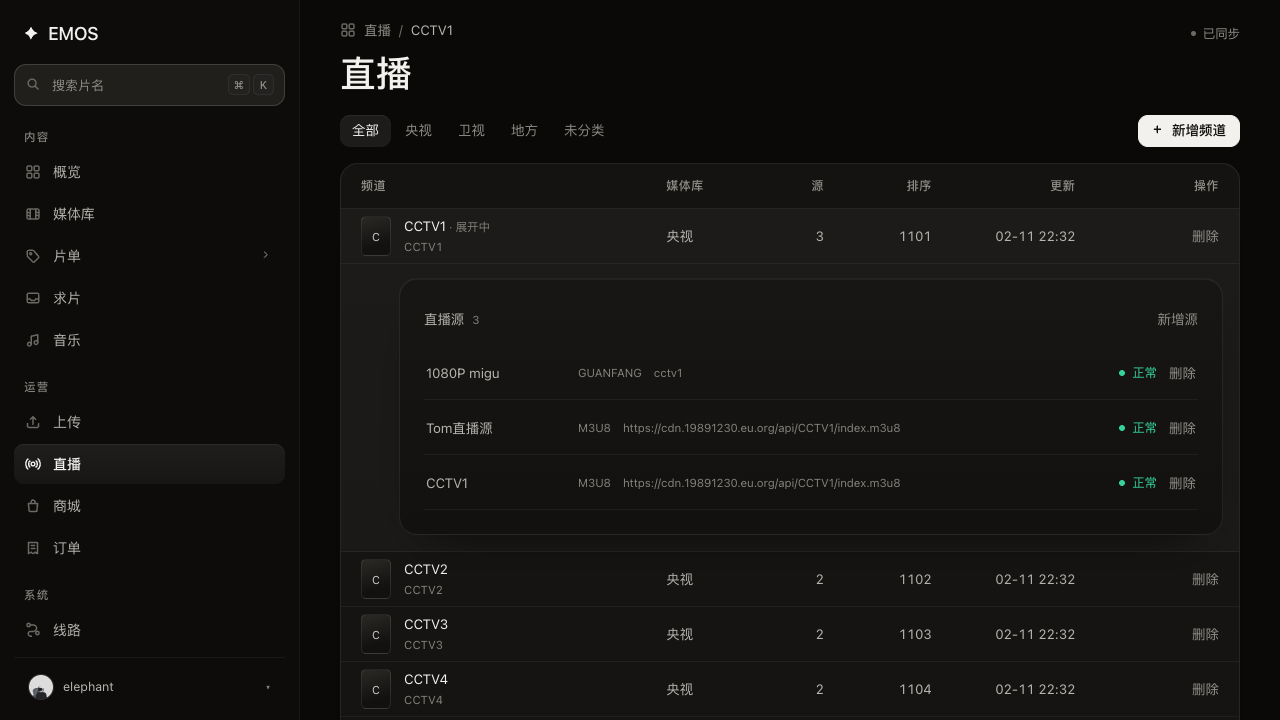 EMOS
搜索片名 ⌘ K
内容
概览
媒体库
片单
求片
音乐
运营
上传
直播
商城
订单
系统
线路
elephant
直播 / CCTV1
已同步
直播
全部 央视 卫视 地方 未分类
+ 新增频道
频道 媒体库 源 排序 更新 操作
C CCTV1 · 展开中 央视 3 1101 02-11 22:32 删除
CCTV1
直播源 3 新增源
1080P migu GUANFANG cctv1 正常 删除
Tom直播源 M3U8 https://cdn.19891230.eu.org/api/CCTV1/index.m3u8 正常 删除
CCTV1 M3U8 https://cdn.19891230.eu.org/api/CCTV1/index.m3u8 正常 删除
C CCTV2 央视 2 1102 02-11 22:32 删除
CCTV2
C CCTV3 央视 2 1103 02-11 22:32 删除
CCTV3
C CCTV4 央视 2 1104 02-11 22:32 删除
CCTV4